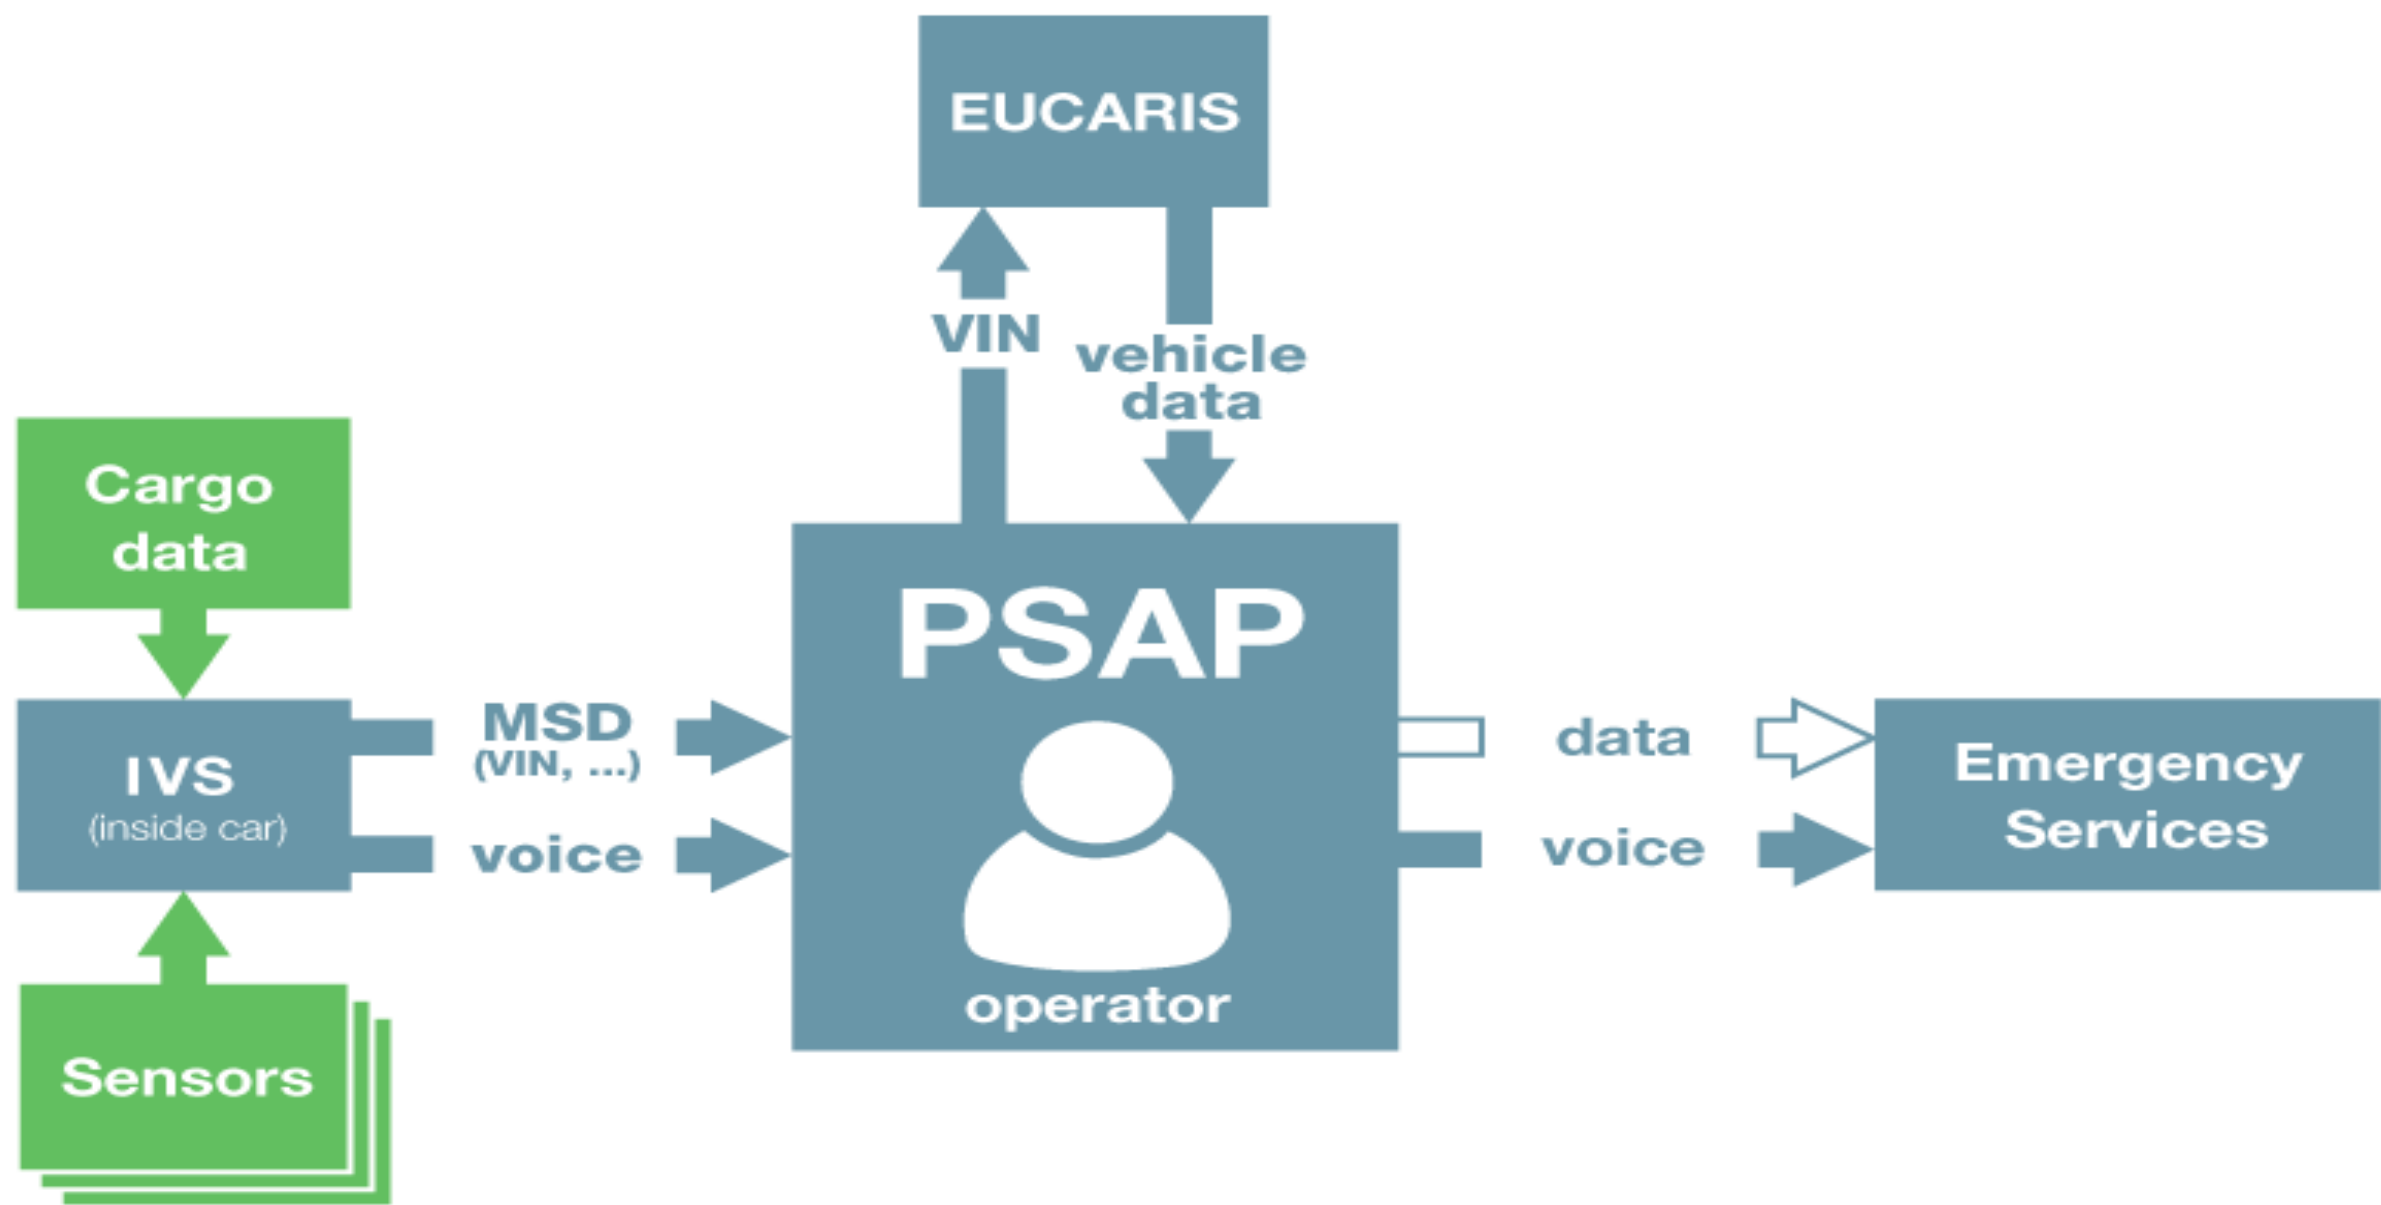 EUCARIS
VIN
vehicle
data
Cargo
data
IVS
(inside car)
Sensors
MSD
(VIN, ...)
voice
PSAP
operator
data
voice
Emergency
Services